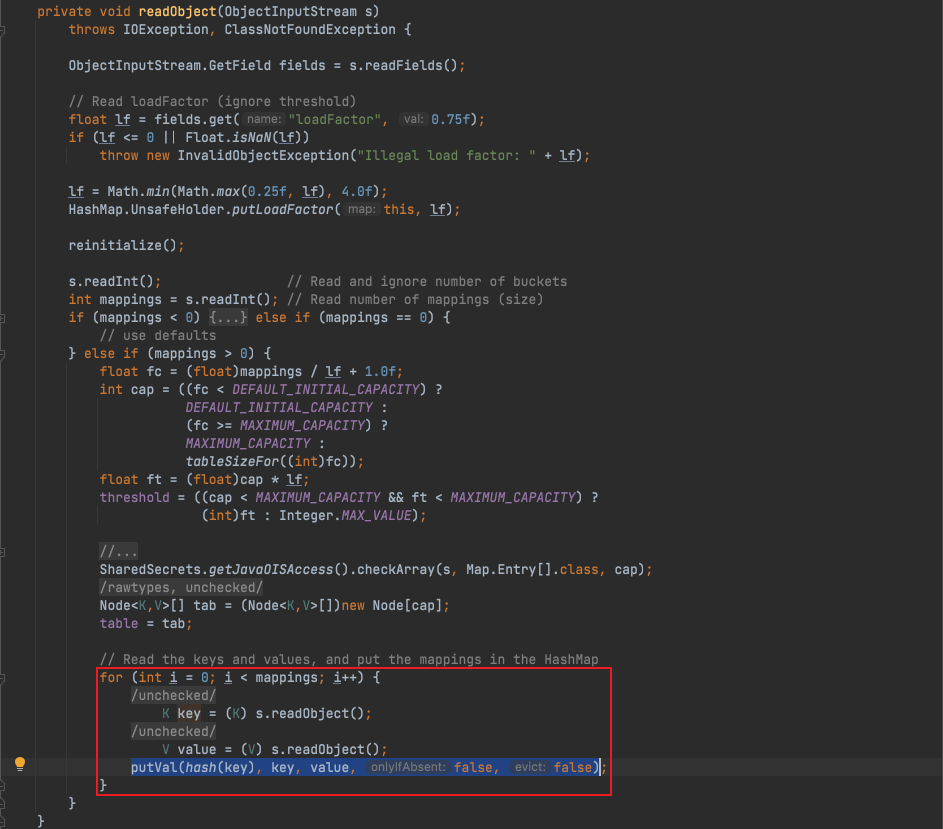 private void readObject(ObjectInputStream s)
    throws IOException, ClassNotFoundException {

    ObjectInputStream.GetField fields = s.readFields();

    // Read loadFactor (ignore threshold)
    float lf = fields.get( name: "loadFactor", val: 0.75f);
    if (lf <= 0 || Float.isNaN(lf))
        throw new InvalidObjectException("Illegal load factor: " + lf);

    lf = Math.min(Math.max(0.25f, lf), 4.0f);
    HashMap.UnsafeHolder.putLoadFactor( map: this, lf);

    reinitialize();

    s.readInt();                // Read and ignore number of buckets
    int mappings = s.readInt(); // Read number of mappings (size)
    if (mappings < 0) {...} else if (mappings == 0) {
        // use defaults
    } else if (mappings > 0) {
        float fc = (float)mappings / lf + 1.0f;
        int cap = ((fc < DEFAULT_INITIAL_CAPACITY) ?
                   DEFAULT_INITIAL_CAPACITY :
                   (fc >= MAXIMUM_CAPACITY) ?
                   MAXIMUM_CAPACITY :
                   tableSizeFor((int)fc));
        float ft = (float)cap * lf;
        threshold = ((cap < MAXIMUM_CAPACITY && ft < MAXIMUM_CAPACITY) ?
                     (int)ft : Integer.MAX_VALUE);

        //...
        SharedSecrets.getJavaOISAccess().checkArray(s, Map.Entry[].class, cap);
        /rawtypes, unchecked/
        Node<K,V>[] tab = (Node<K,V>[])new Node[cap];
        table = tab;

        // Read the keys and values, and put the mappings in the HashMap
        for (int i = 0; i < mappings; i++) {
            /unchecked/
                K key = (K) s.readObject();
            /unchecked/
                V value = (V) s.readObject();
            putVal(hash(key), key, value, onlyIfAbsent: false, evict: false);
        }
    }
}